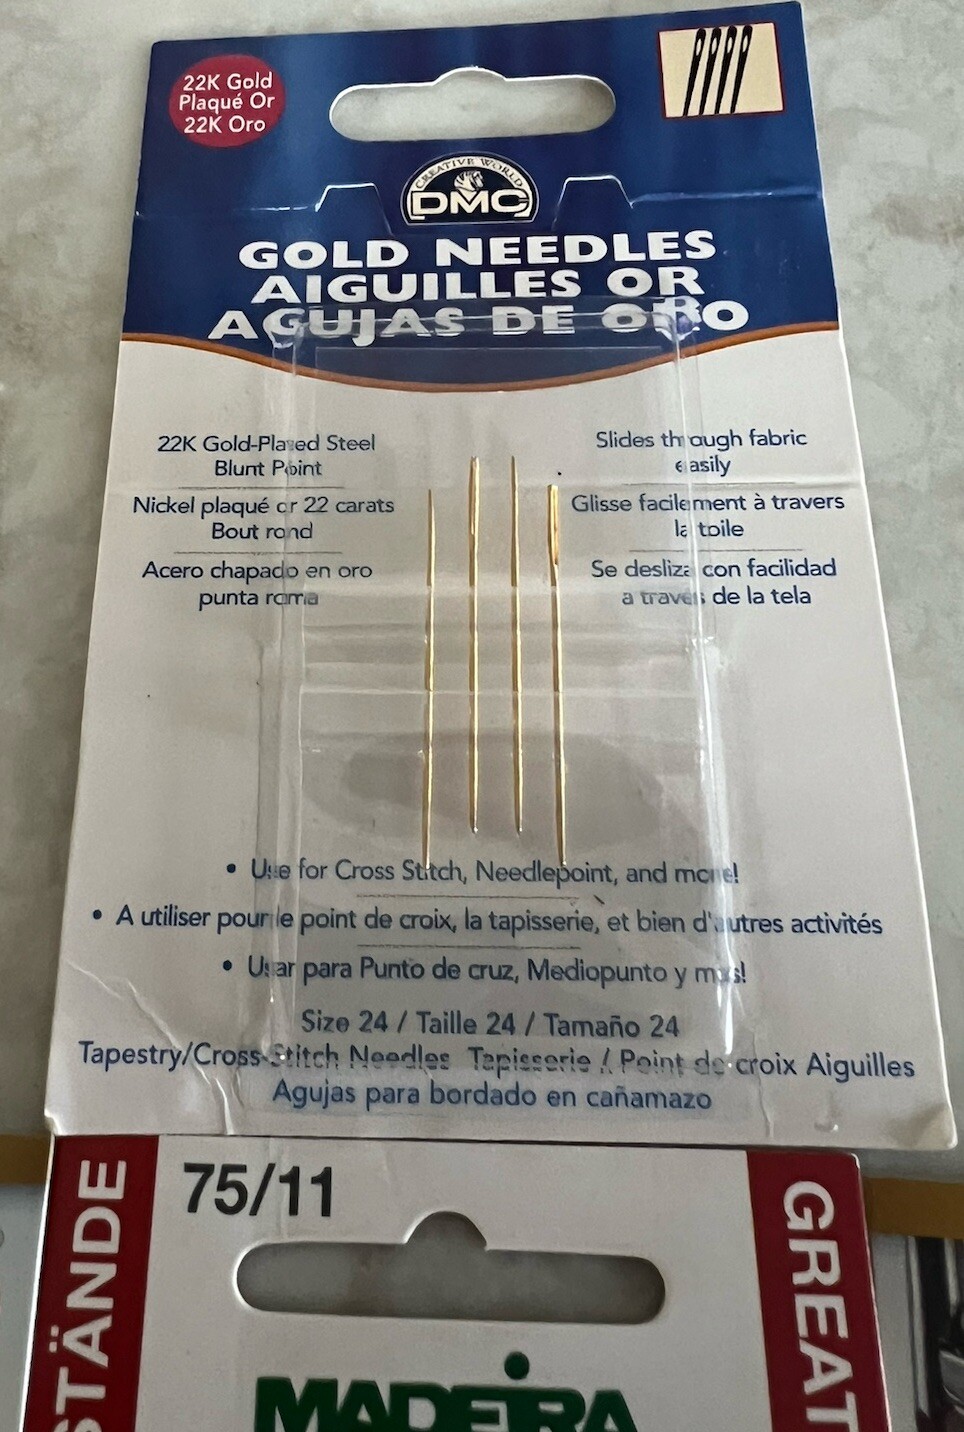 22K Gold
Plaqué Or
22K Oro
CREATIVE WORLD
DMC
GOLD NEEDLES
AIGUILLES OR
AGUJAS DE ORO
22K Gold-Plated Steel
Blunt Point
Nickel plaqué or 22 carats
Bout rond
Acero chapado en oro
punta roma
Slides through fabric
easily
Glisse facilement à travers
la toile
Se desliza con facilidad
a través de la tela
• Use for Cross Stitch, Needlepoint, and more!
• A utiliser pour le point de croix, la tapisserie, et bien d'autres activités
• Usar para Punto de cruz, Mediopunto y mas!
Size 24 / Taille 24 / Tamaño 24
Tapestry/Cross-Stitch Needles Tapisserie / Point de croix Aiguilles
Agujas para bordado en cañamazo
75/11
STÄNDE
GREAT
MADEIRA